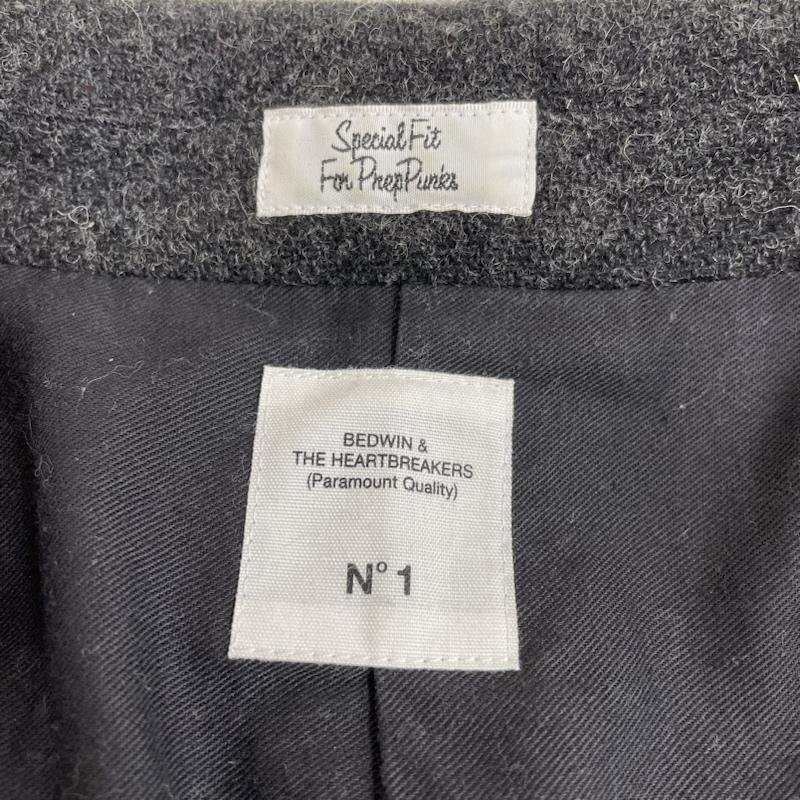 Special Fit
For Prep Punks
BEDWIN &
THE HEARTBREAKERS
(Paramount Quality)
N° 1